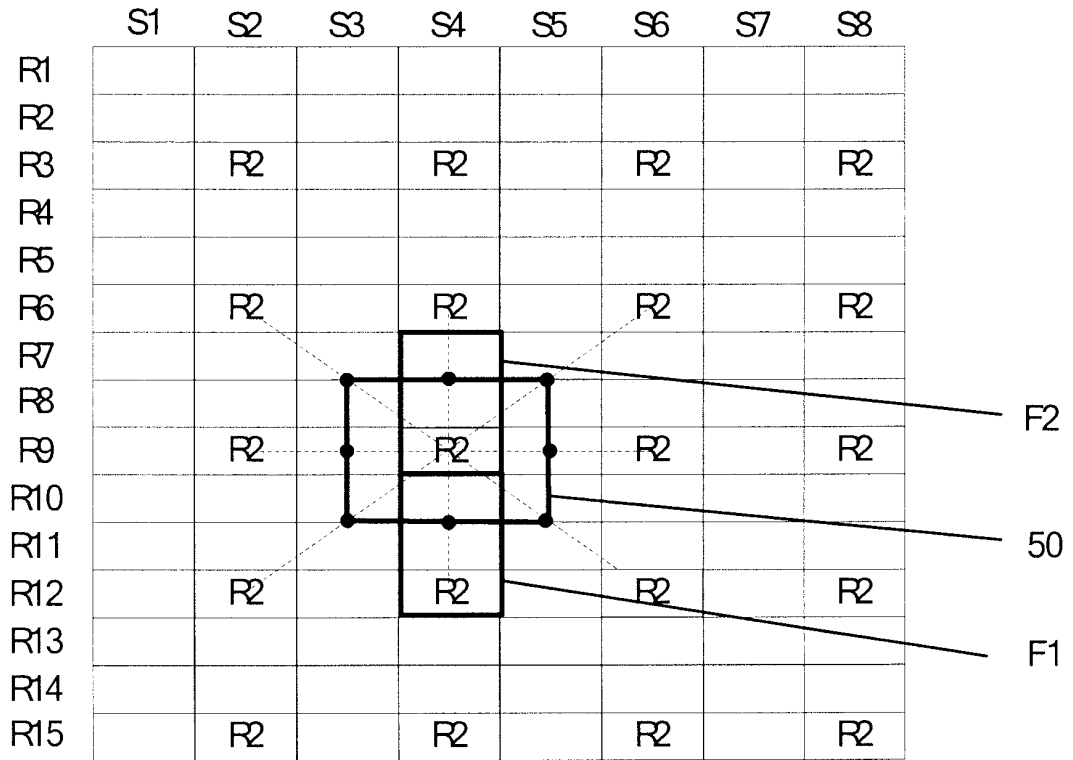 S1 S2 S3 S4 S5 S6 S7 S8
R1
R2
R3 R2 R2 R2 R2
R4
R5
R6 R2 R2 R2 R2
R7
R8
F2
R9 R2 R2 R2 R2
R10
R11
50
R12 R2 R2 R2 R2
R13
F1
R14
R15 R2 R2 R2 R2